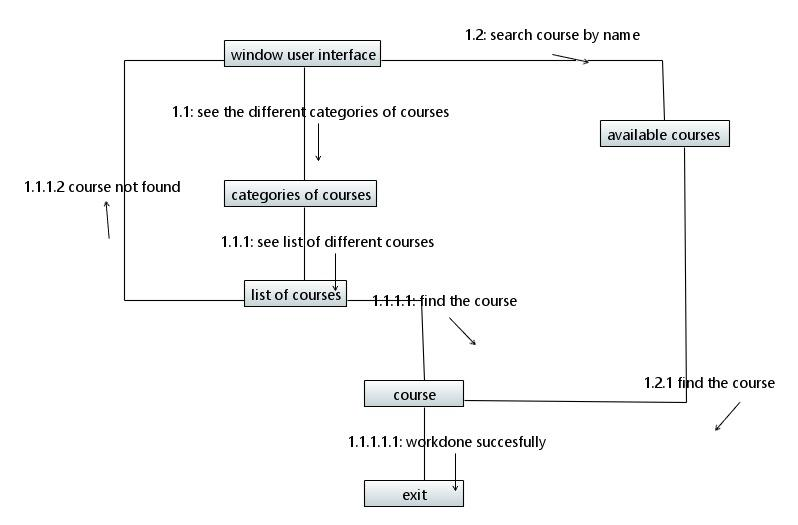 1.2: search course by name
window user interface
1.1: see the different categories of courses
available courses
1.1.1.2 course not found
categories of courses
1.1.1: see list of different courses
list of courses
1.1.1.1: find the course
1.2.1 find the course
course
1.1.1.1.1: workdone succesfully
exit